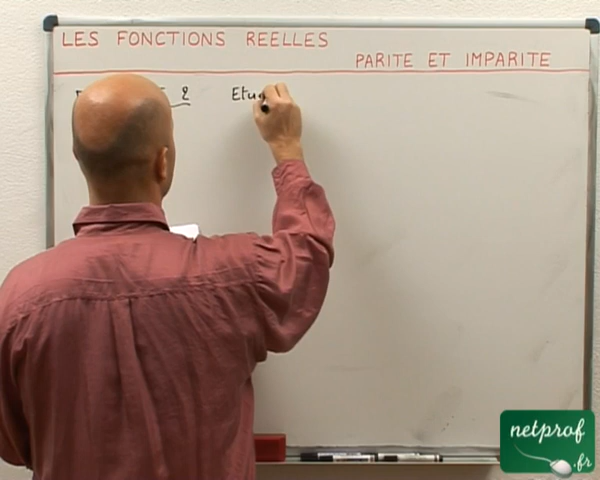 LES FONCTIONS REELLES
PARITE ET IMPARITE
2 Etu
netprof
.fr